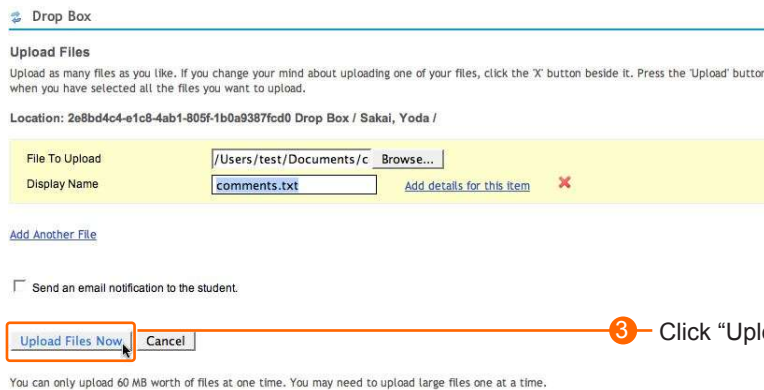 Drop Box
Upload Files
Upload as many files as you like. If you change your mind about uploading one of your files, click the 'X' button beside it. Press the 'Upload' button
when you have selected all the files you want to upload.
Location: 2e8bd4c4-e1c8-4ab1-805f-1b0a9387fcd0 Drop Box / Sakai, Yoda /
File To Upload /Users/test/Documents/c Browse...
Display Name comments.txt Add details for this item
Add Another File
Send an email notification to the student.
Upload Files Now Cancel
3 Click “Uplo
You can only upload 60 MB worth of files at one time. You may need to upload large files one at a time.